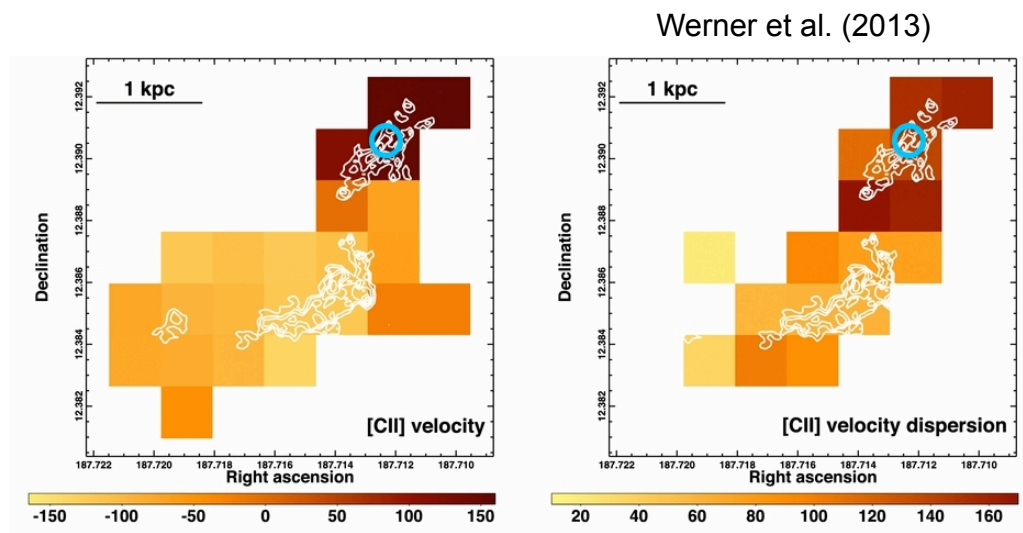 Werner et al. (2013)
1 kpc
12.392
12.390
12.388
12.386
12.384
12.382
Declination
[CII] velocity
187.722 187.720 187.718 187.716 187.714 187.712 187.710
Right ascension
-150 -100 -50 0 50 100 150
1 kpc
12.392
12.390
12.388
12.386
12.384
12.382
Declination
[CII] velocity dispersion
187.722 187.720 187.718 187.716 187.714 187.712 187.710
Right ascension
20 40 60 80 100 120 140 160